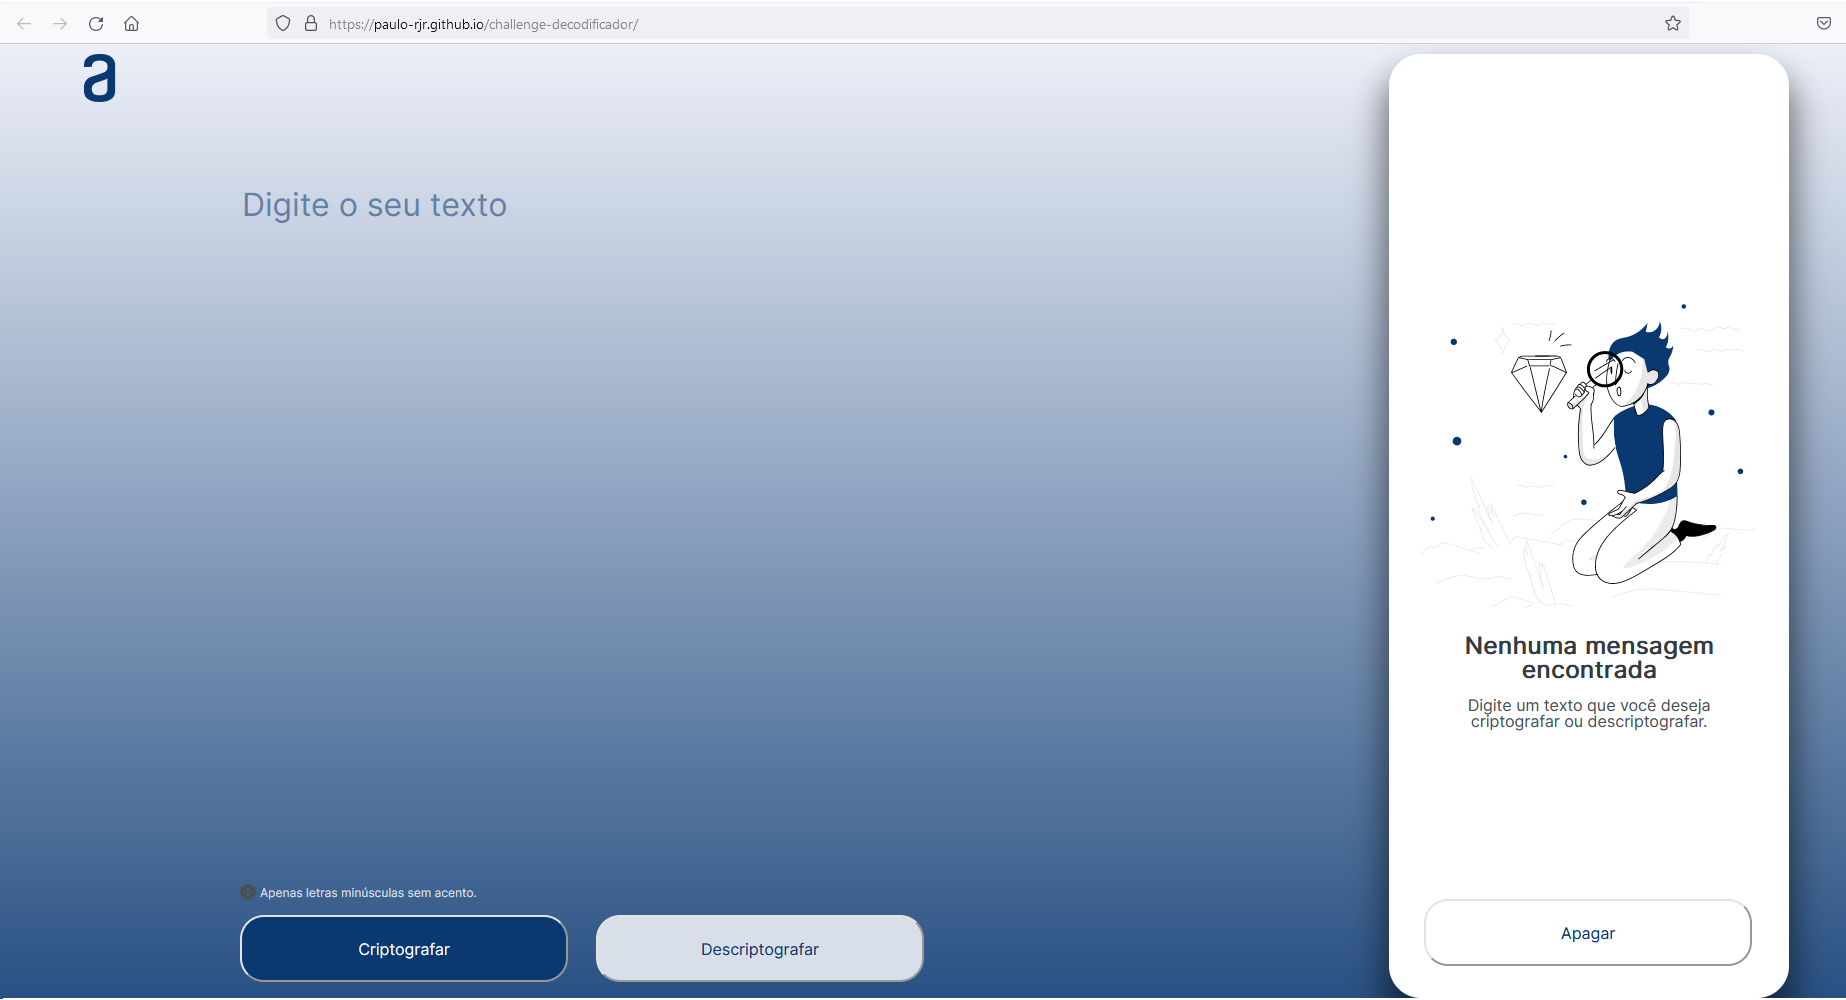 https://paulo-rjr.github.io/challenge-decodificador/
a
Digite o seu texto
Nenhuma mensagem
encontrada
Digite um texto que você deseja
criptografar ou descriptografar.
Apenas letras minúsculas sem acento.
Criptografar
Descriptografar
Apagar